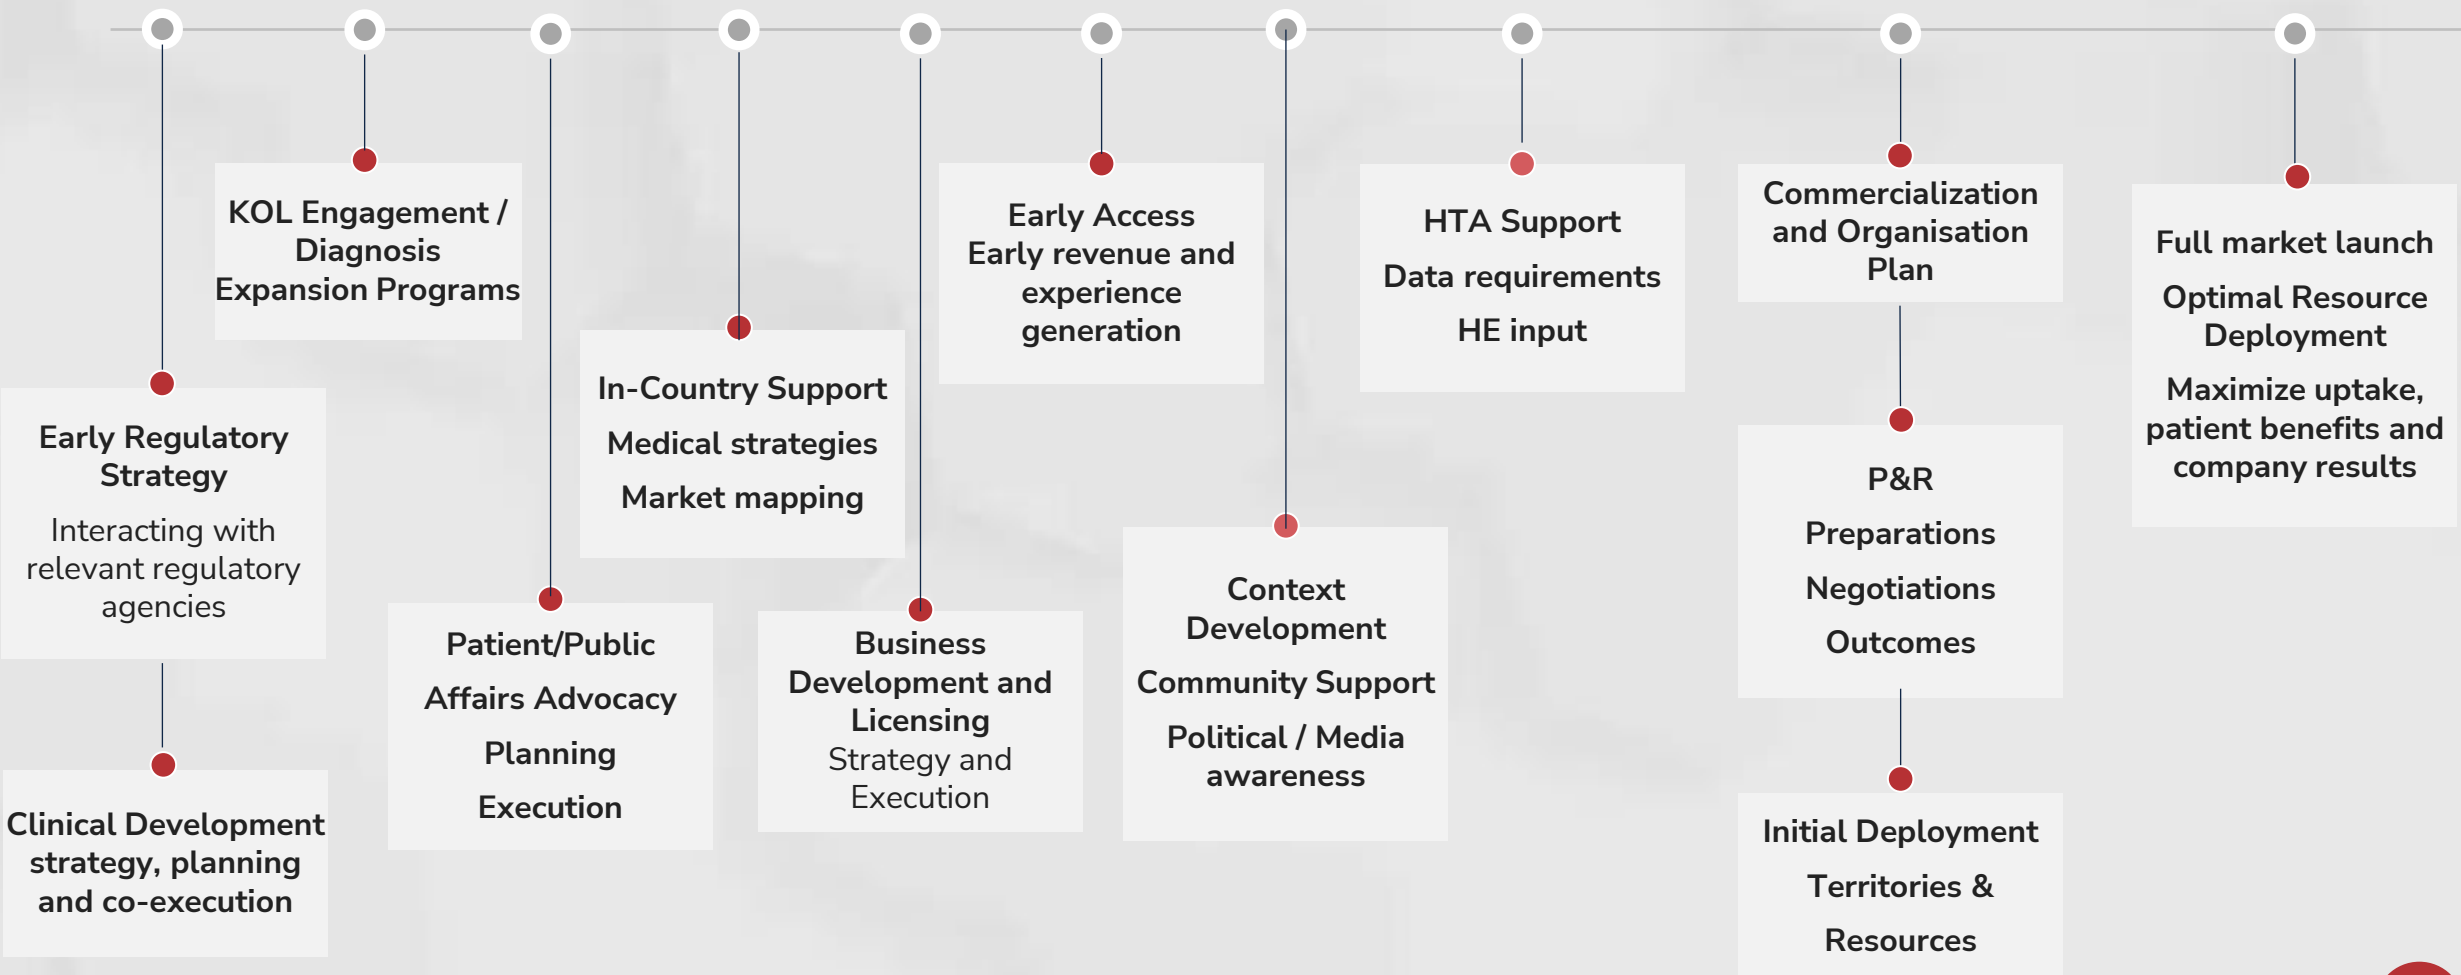 Early Regulatory
Strategy
Interacting with
relevant regulatory
agencies
Clinical Development
strategy, planning
and co-execution
KOL Engagement /
Diagnosis
Expansion Programs
Patient/Public
Affairs Advocacy
Planning
Execution
In-Country Support
Medical strategies
Market mapping
Business
Development and
Licensing
Strategy and
Execution
Early Access
Early revenue and
experience
generation
Context
Development
Community Support
Political / Media
awareness
HTA Support
Data requirements
HE input
Commercialization
and Organisation
Plan
P&R
Preparations
Negotiations
Outcomes
Initial Deployment
Territories &
Resources
Full market launch
Optimal Resource
Deployment
Maximize uptake,
patient benefits and
company results